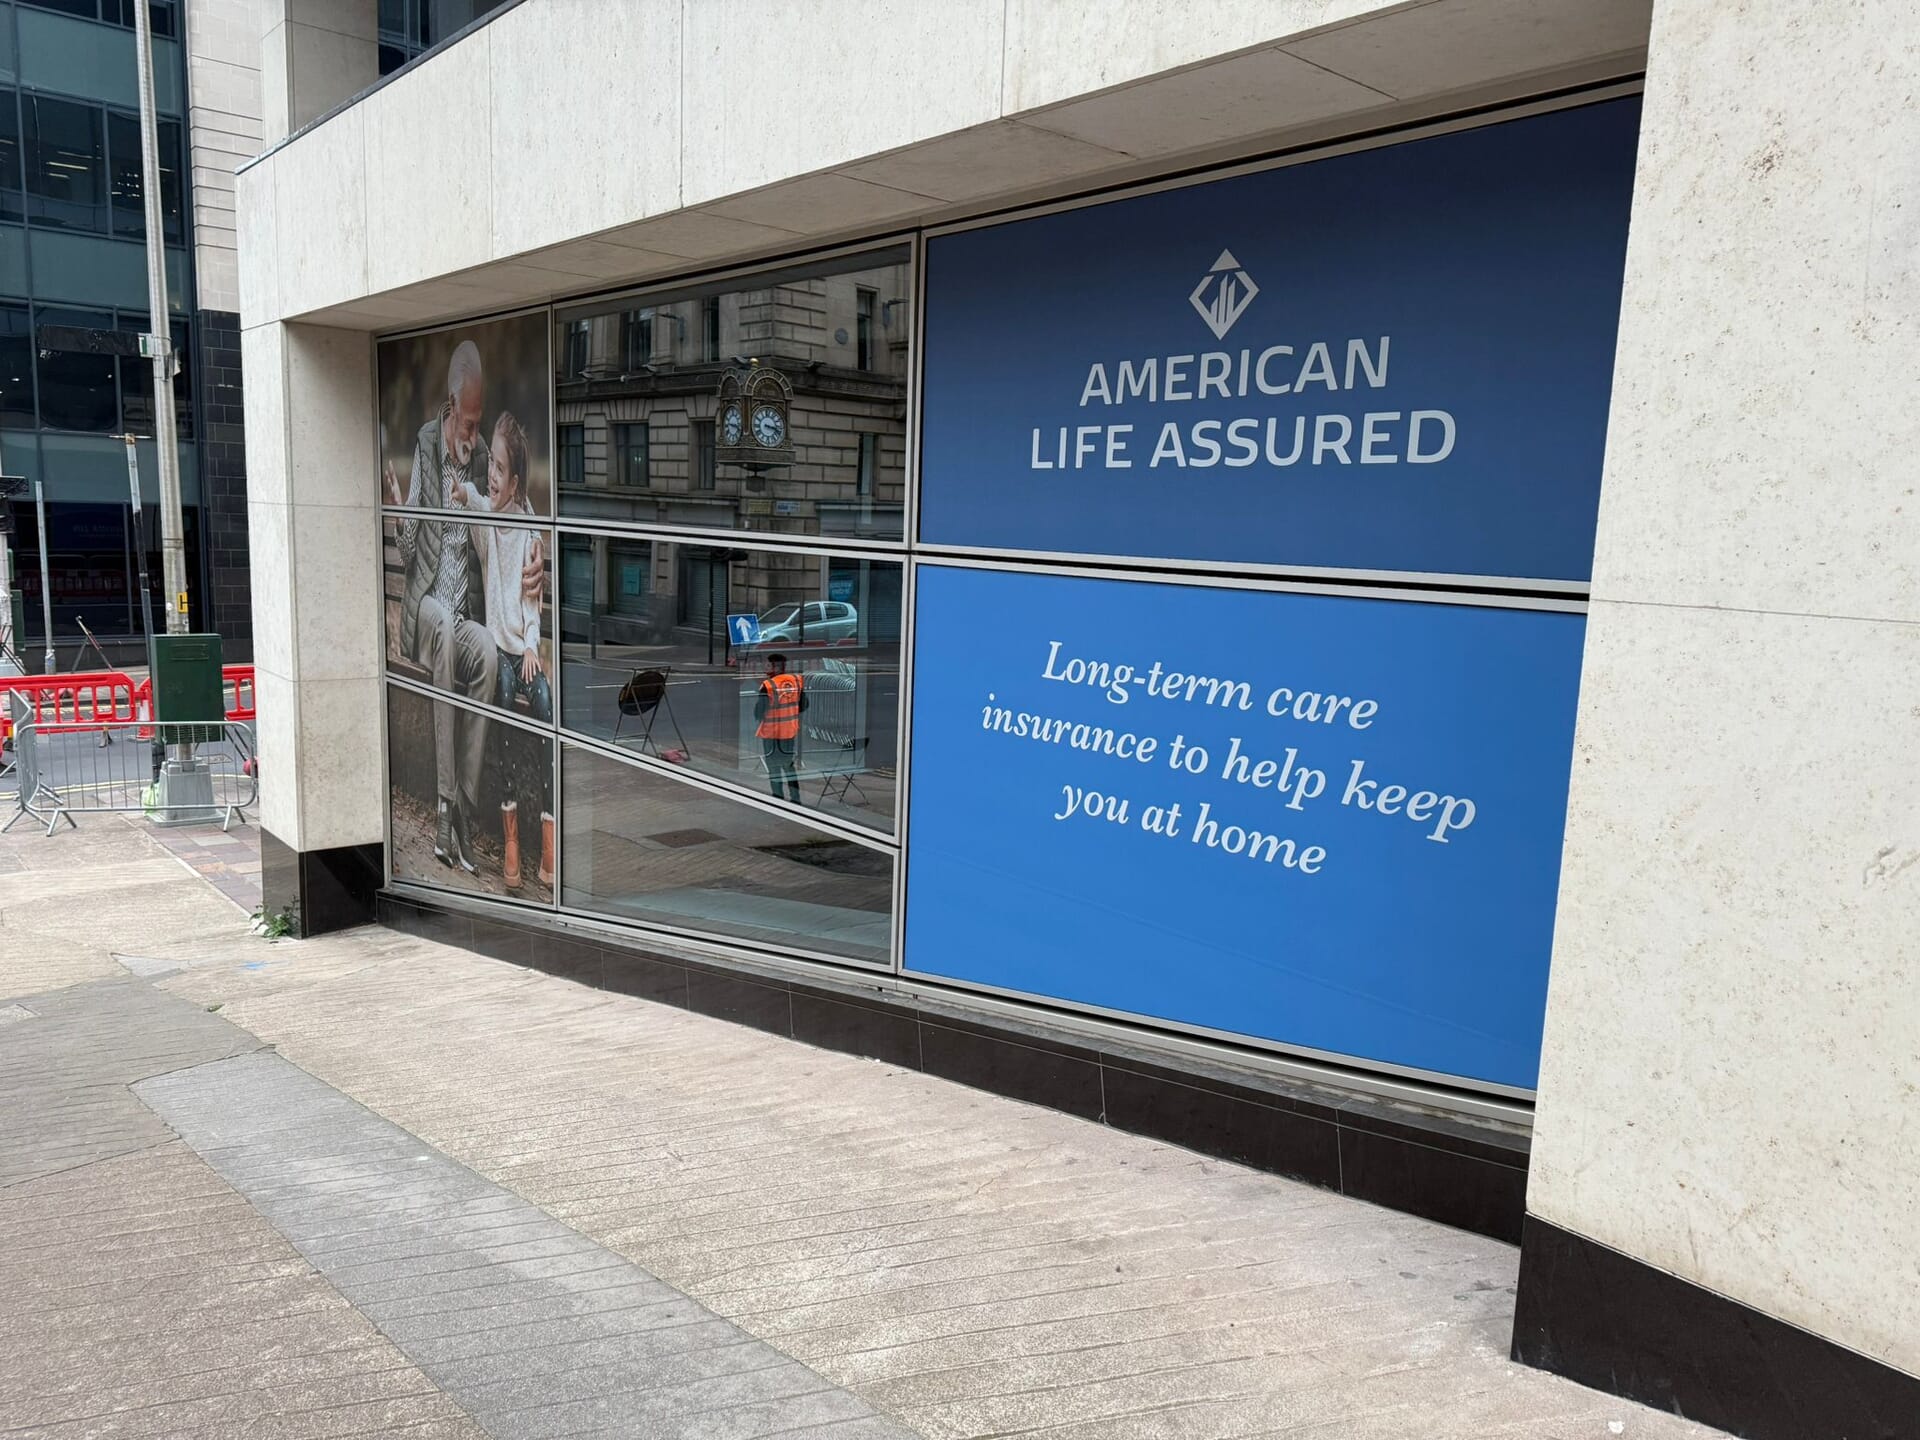 AMERICAN
LIFE ASSURED
Long-term care
insurance to help keep
you at home